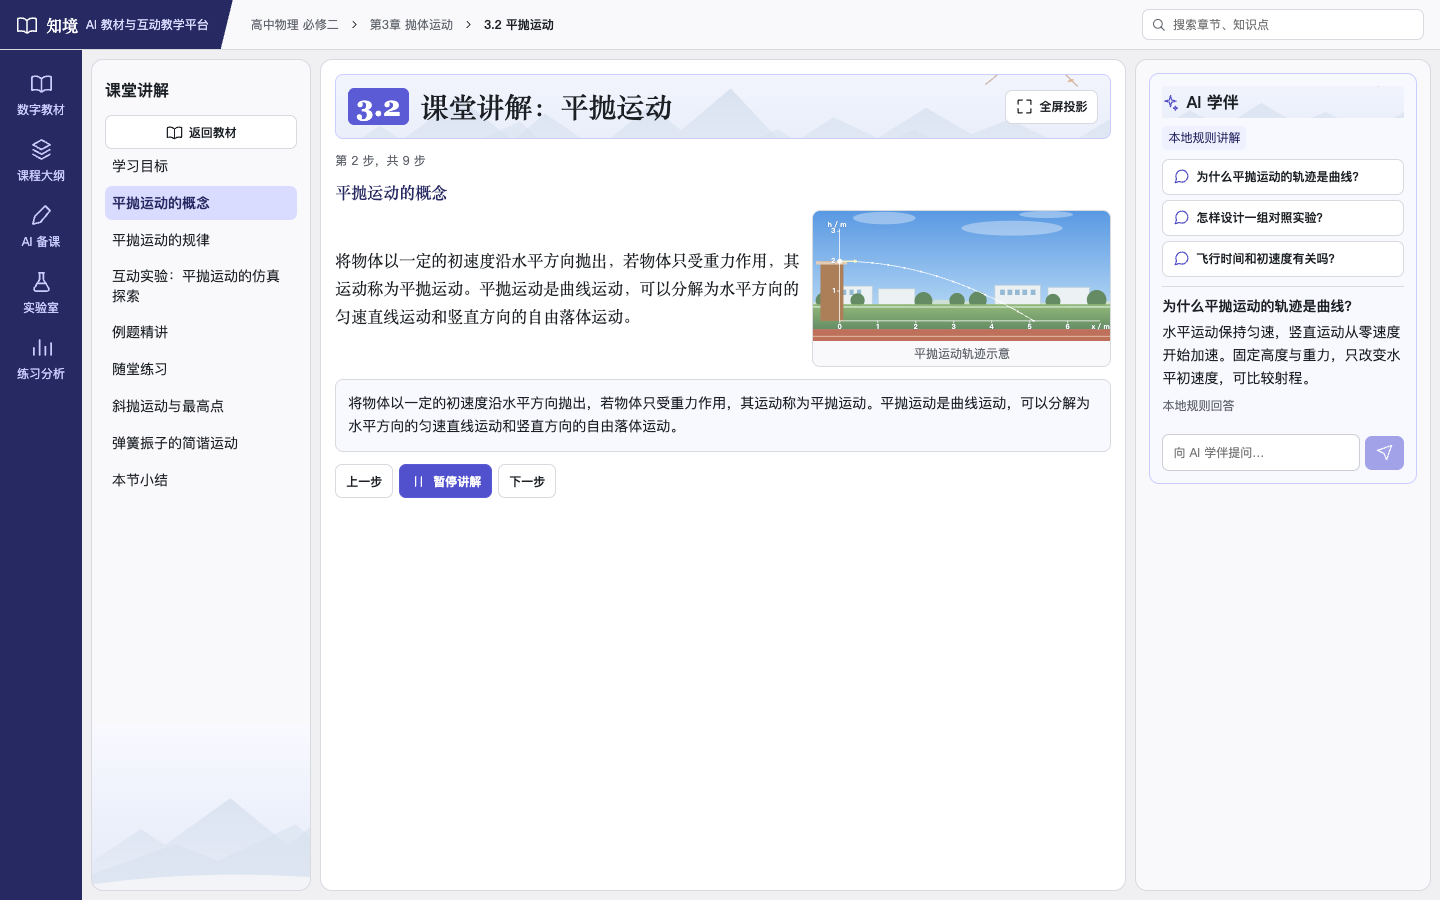 知境 AI 教材与互动教学平台
高中物理 必修二 > 第3章 抛体运动 > 3.2 平抛运动
搜索章节、知识点
数字教材
课程大纲
AI 备课
实验室
练习分析
课堂讲解
返回教材
学习目标
平抛运动的概念
平抛运动的规律
互动实验：平抛运动的仿真
探索
例题精讲
随堂练习
斜抛运动与最高点
弹簧振子的简谐运动
本节小结
3.2 课堂讲解：平抛运动
全屏投影
第 2 步，共 9 步
平抛运动的概念
将物体以一定的初速度沿水平方向抛出，若物体只受重力作用，其
运动称为平抛运动。平抛运动是曲线运动，可以分解为水平方向的
匀速直线运动和竖直方向的自由落体运动。
h / m
3
2
1
0 1 2 3 4 5 6 x / m
平抛运动轨迹示意
将物体以一定的初速度沿水平方向抛出，若物体只受重力作用，其运动称为平抛运动。平抛运动是曲线运动，可以分解为
水平方向的匀速直线运动和竖直方向的自由落体运动。
上一步
暂停讲解
下一步
AI 学伴
本地规则讲解
为什么平抛运动的轨迹是曲线？
怎样设计一组对照实验？
飞行时间和初速度有关吗？
为什么平抛运动的轨迹是曲线？
水平运动保持匀速，竖直运动从零速度
开始加速。固定高度与重力，只改变水
平初速度，可比较射程。
本地规则回答
向 AI 学伴提问...